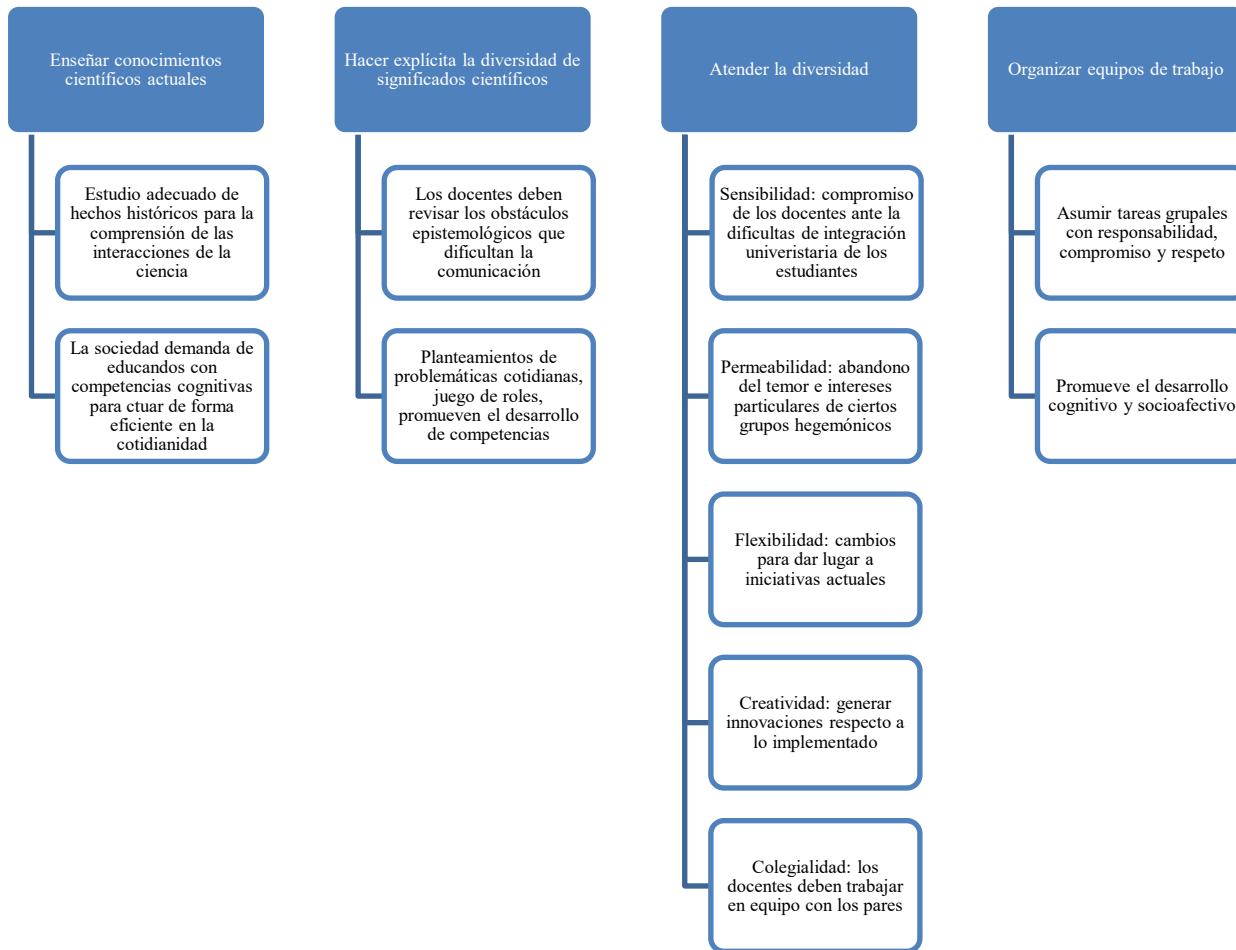 Enseñar conocimientos
científicos actuales
Estudio adecuado de
hechos históricos para la
comprensión de las
interacciones de la
ciencia
La sociedad demanda de
educandos con
competencias cognitivas
para ctuar de forma
eficiente en la
cotidianidad
Hacer explícita la diversidad de
significados científicos
Los docentes deben
revisar los obstáculos
epistemológicos que
dificultan la
comunicación
Planteamientos de
problemáticas cotidianas,
juego de roles,
promueven el desarrollo
de competencias
Atender la diversidad
Sensibilidad: compromiso
de los docentes ante la
dificultas de integración
univeristaria de los
estudiantes
Permeabilidad: abandono
del temor e intereses
particulares de ciertos
grupos hegemónicos
Flexibilidad: cambios
para dar lugar a
iniciativas actuales
Creatividad: generar
innovaciones respecto a
lo implementado
Colegialidad: los
docentes deben trabajar
en equipo con los pares
Organizar equipos de trabajo
Asumir tareas grupales
con responsabilidad,
compromiso y respeto
Promueve el desarrollo
cognitivo y socioafectivo